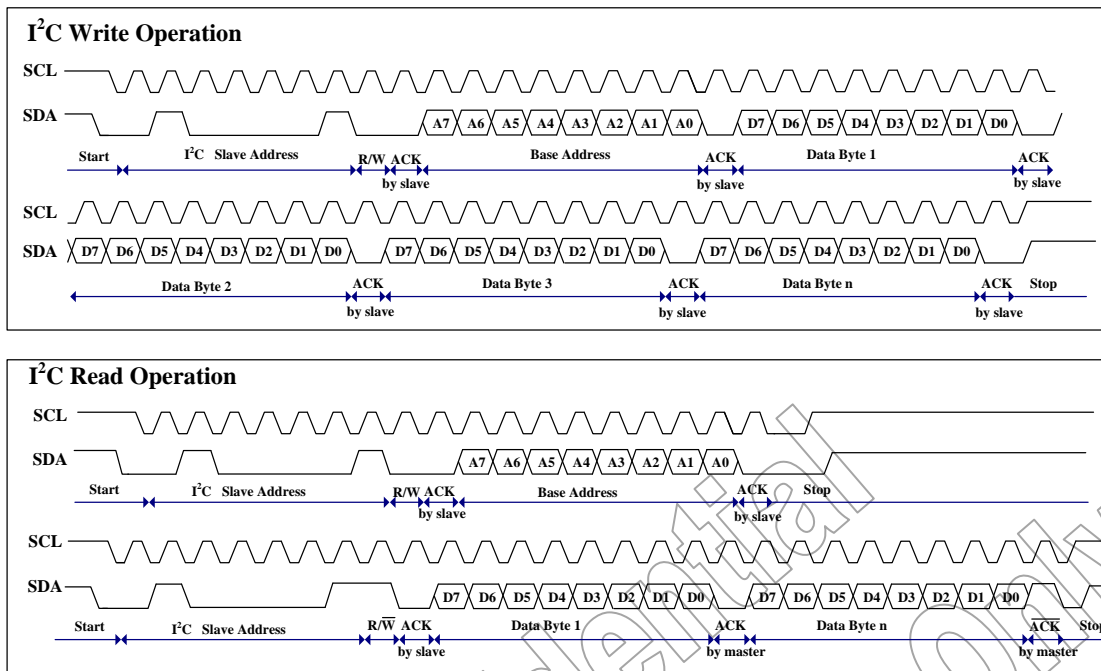 I²C Write Operation
SCL
SDA A7 A6 A5 A4 A3 A2 A1 A0 D7 D6 D5 D4 D3 D2 D1 D0
Start I²C Slave Address R/W ACK Base Address ACK Data Byte 1 ACK
by slave by slave by slave
SCL
SDA D7 D6 D5 D4 D3 D2 D1 D0 D7 D6 D5 D4 D3 D2 D1 D0 D7 D6 D5 D4 D3 D2 D1 D0
Data Byte 2 ACK Data Byte 3 ACK Data Byte n ACK Stop
by slave by slave by slave
I²C Read Operation
SCL
SDA A7 A6 A5 A4 A3 A2 A1 A0
Start I²C Slave Address R/W ACK Base Address ACK Stop
by slave by slave
SCL
SDA D7 D6 D5 D4 D3 D2 D1 D0 D7 D6 D5 D4 D3 D2 D1 D0
Start I²C Slave Address R/W̅ ACK Data Byte 1 ACK Data Byte n A̅C̅K̅ Stop
by slave by master by master